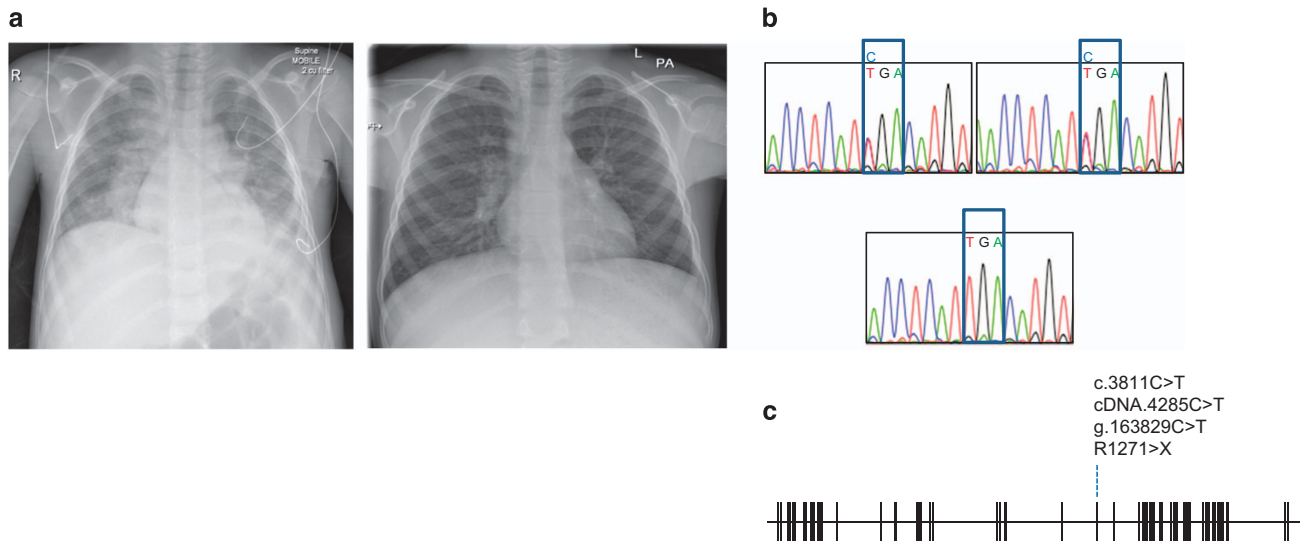 a
R
Supine
MOBILE
2 cu filter
L
PA
b
C
T G A
C
T G A
T G A
c
c.3811C>T
cDNA.4285C>T
g.163829C>T
R1271>X